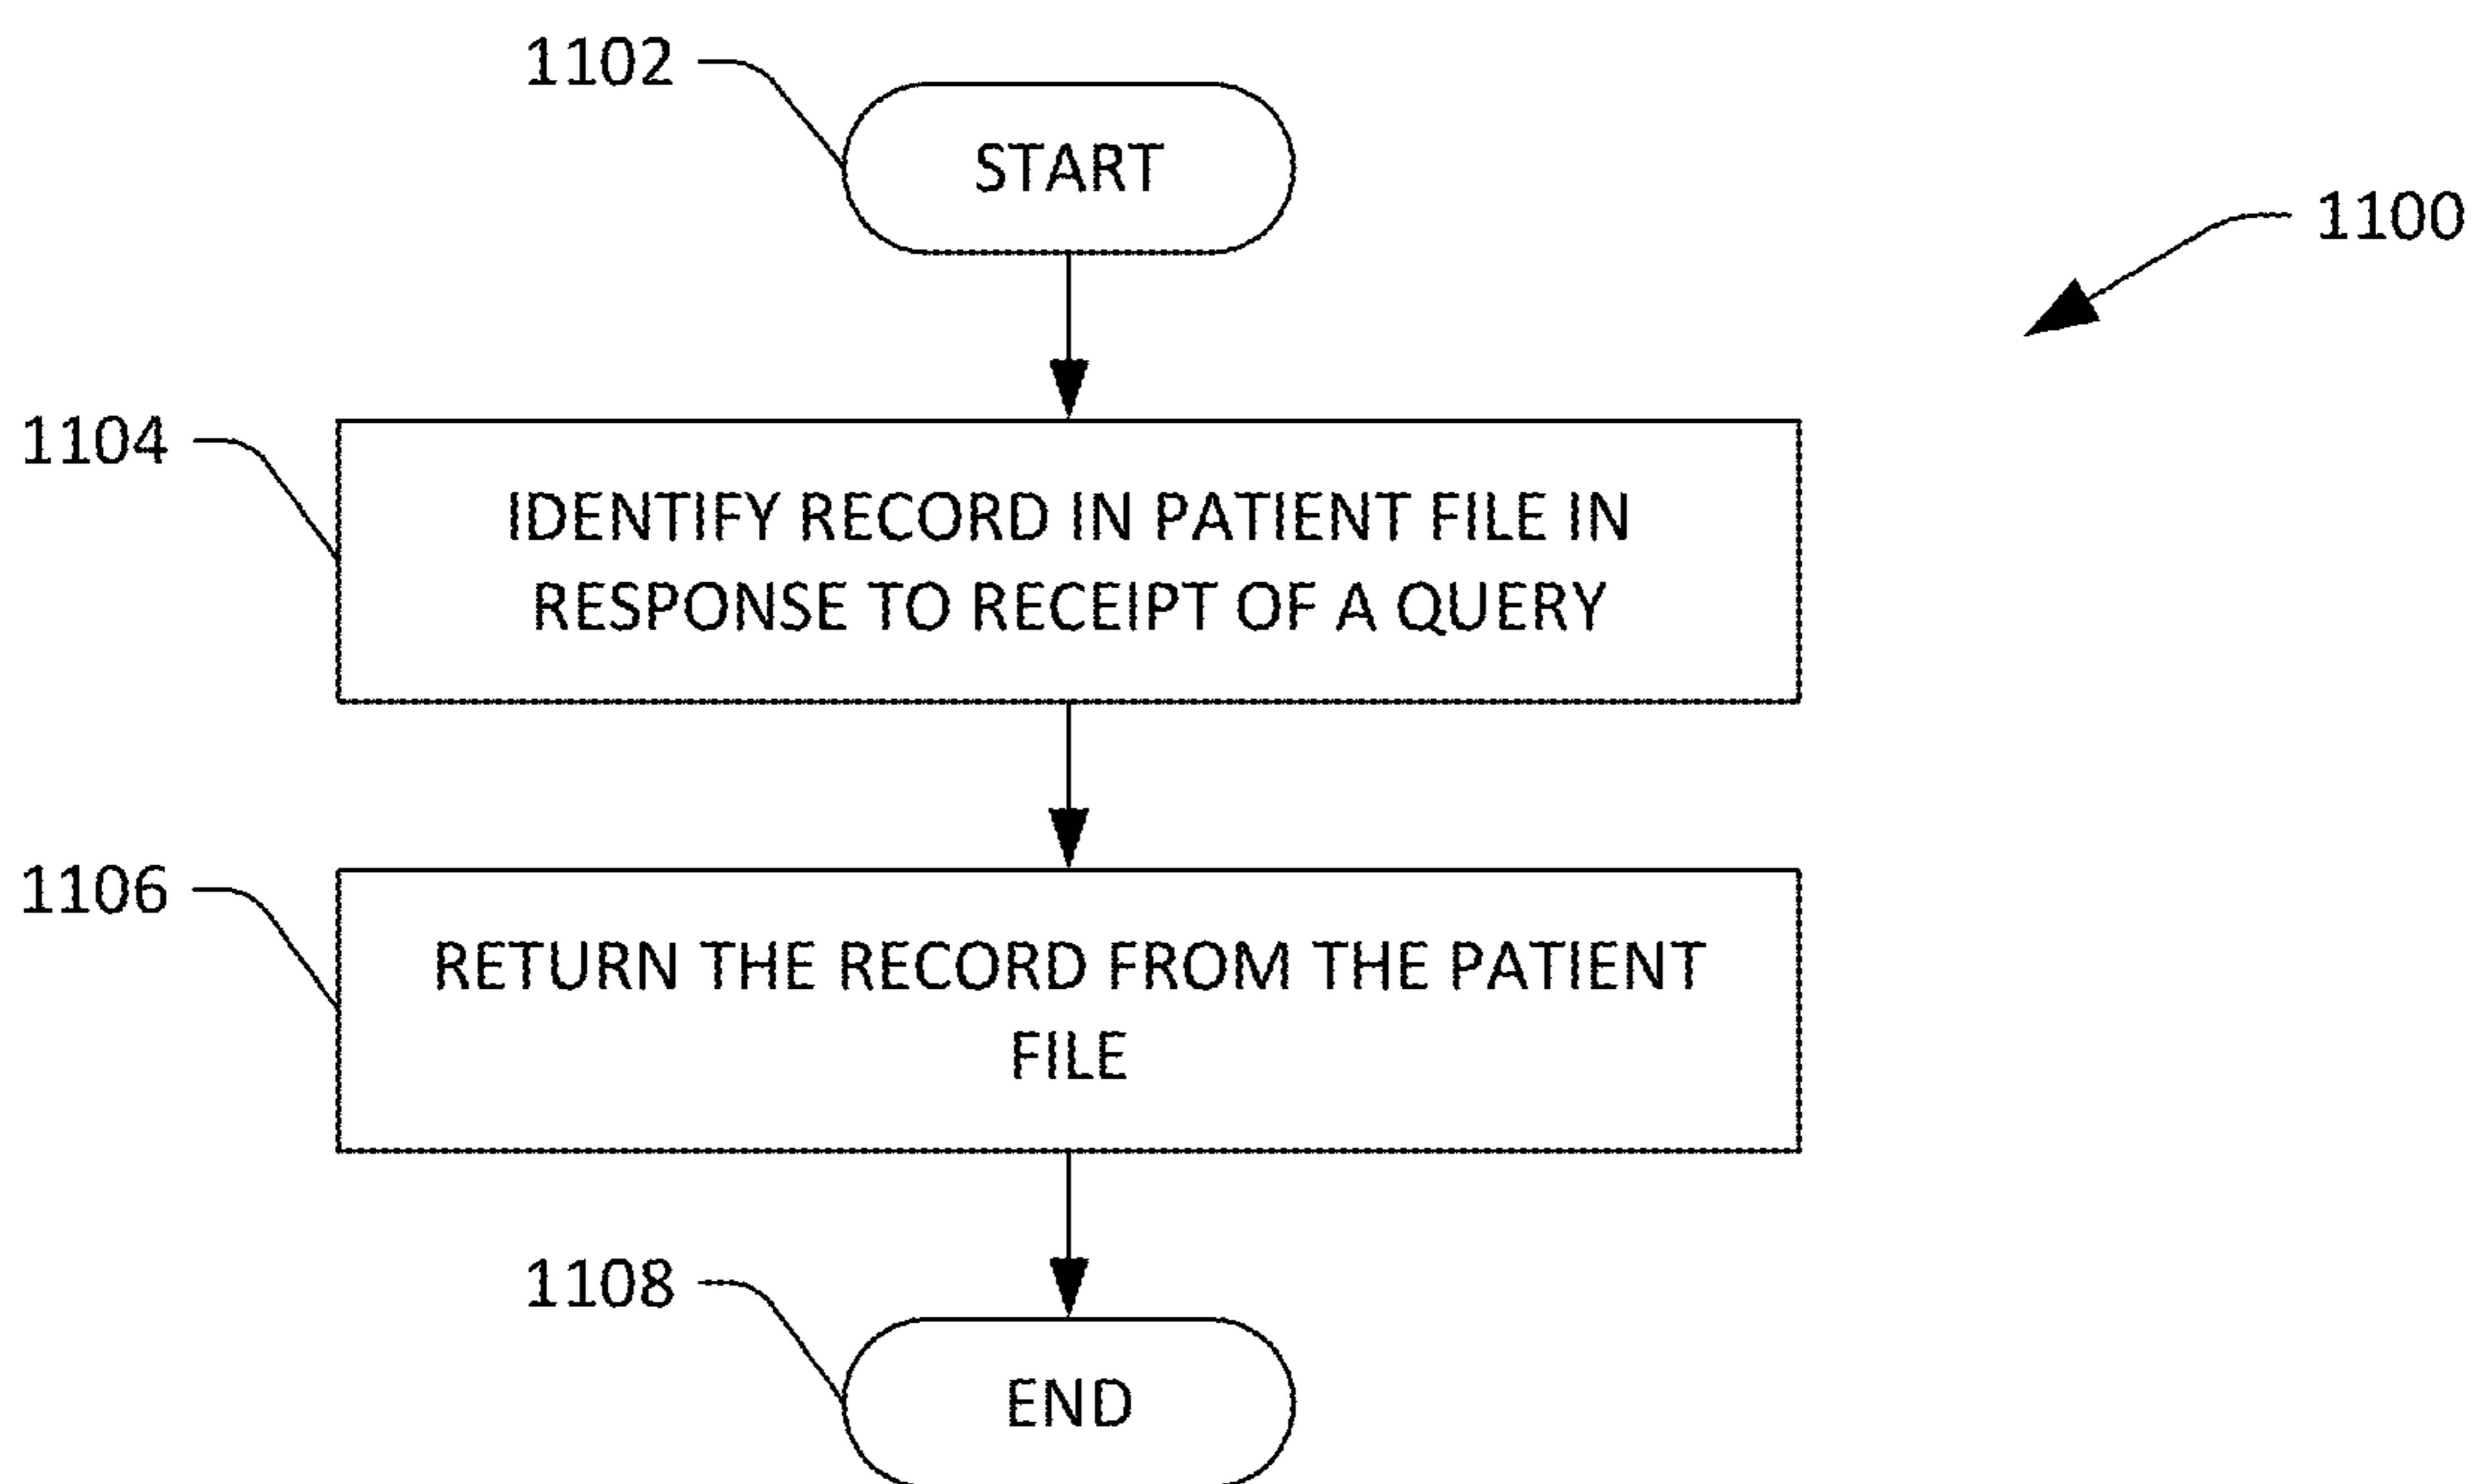 1102
START
1100
1104
IDENTIFY RECORD IN PATIENT FILE IN
RESPONSE TO RECEIPT OF A QUERY
1106
RETURN THE RECORD FROM THE PATIENT
FILE
1108
END